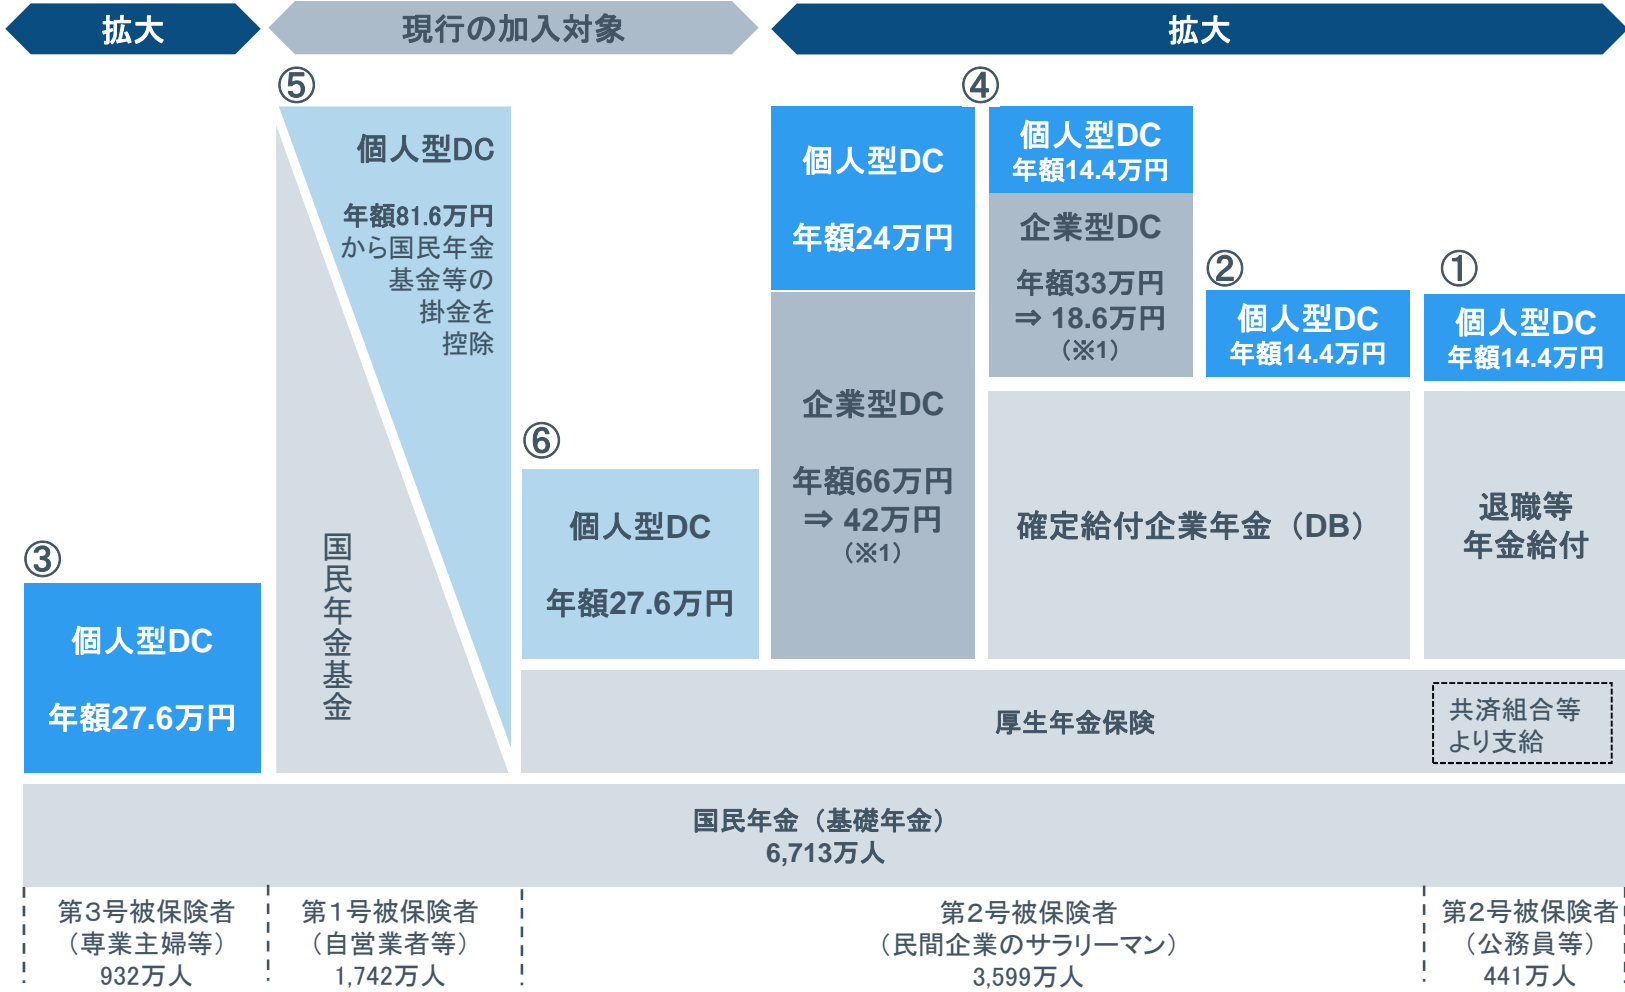 拡大
現行の加入対象
拡大
⑤
個人型DC
年額81.6万円
から国民年金
基金等の
掛金を
控除
国民年金基金
④
個人型DC
年額24万円
企業型DC
年額66万円
⇒ 42万円
（※1）
個人型DC
年額14.4万円
企業型DC
年額33万円
⇒ 18.6万円
（※1）
②
個人型DC
年額14.4万円
①
個人型DC
年額14.4万円
⑥
個人型DC
年額27.6万円
確定給付企業年金（DB）
退職等
年金給付
③
個人型DC
年額27.6万円
厚生年金保険
共済組合等
より支給
国民年金（基礎年金）
6,713万人
第３号被保険者
（専業主婦等）
932万人
第１号被保険者
（自営業者等）
1,742万人
第２号被保険者
（民間企業のサラリーマン）
3,599万人
第２号被保険者
（公務員等）
441万人